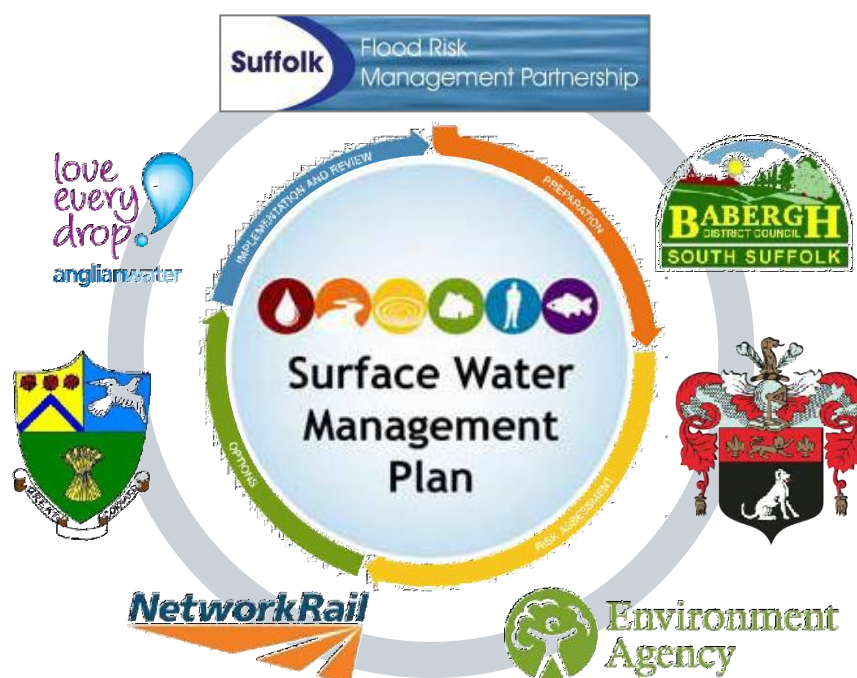 Suffolk
Flood Risk
Management Partnership
love
every
drop.
anglianwater
IMPLEMENTATION AND REVIEW
PREPARATION
BABERGH
DISTRICT COUNCIL
SOUTH SUFFOLK
Surface Water
Management
Plan
OPTIONS
RISK ASSESSMENT
NetworkRail
Environment
Agency